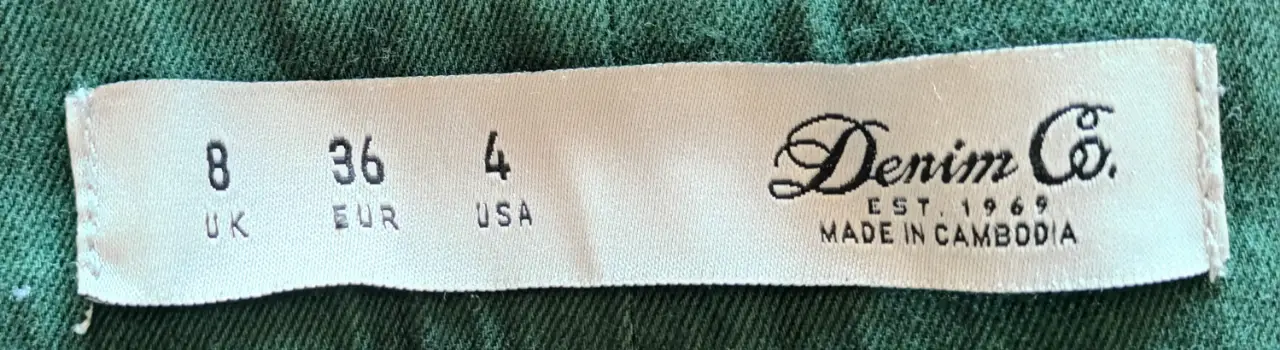 8 36 4
UK EUR USA
Denim Co.
EST. 1969
MADE IN CAMBODIA